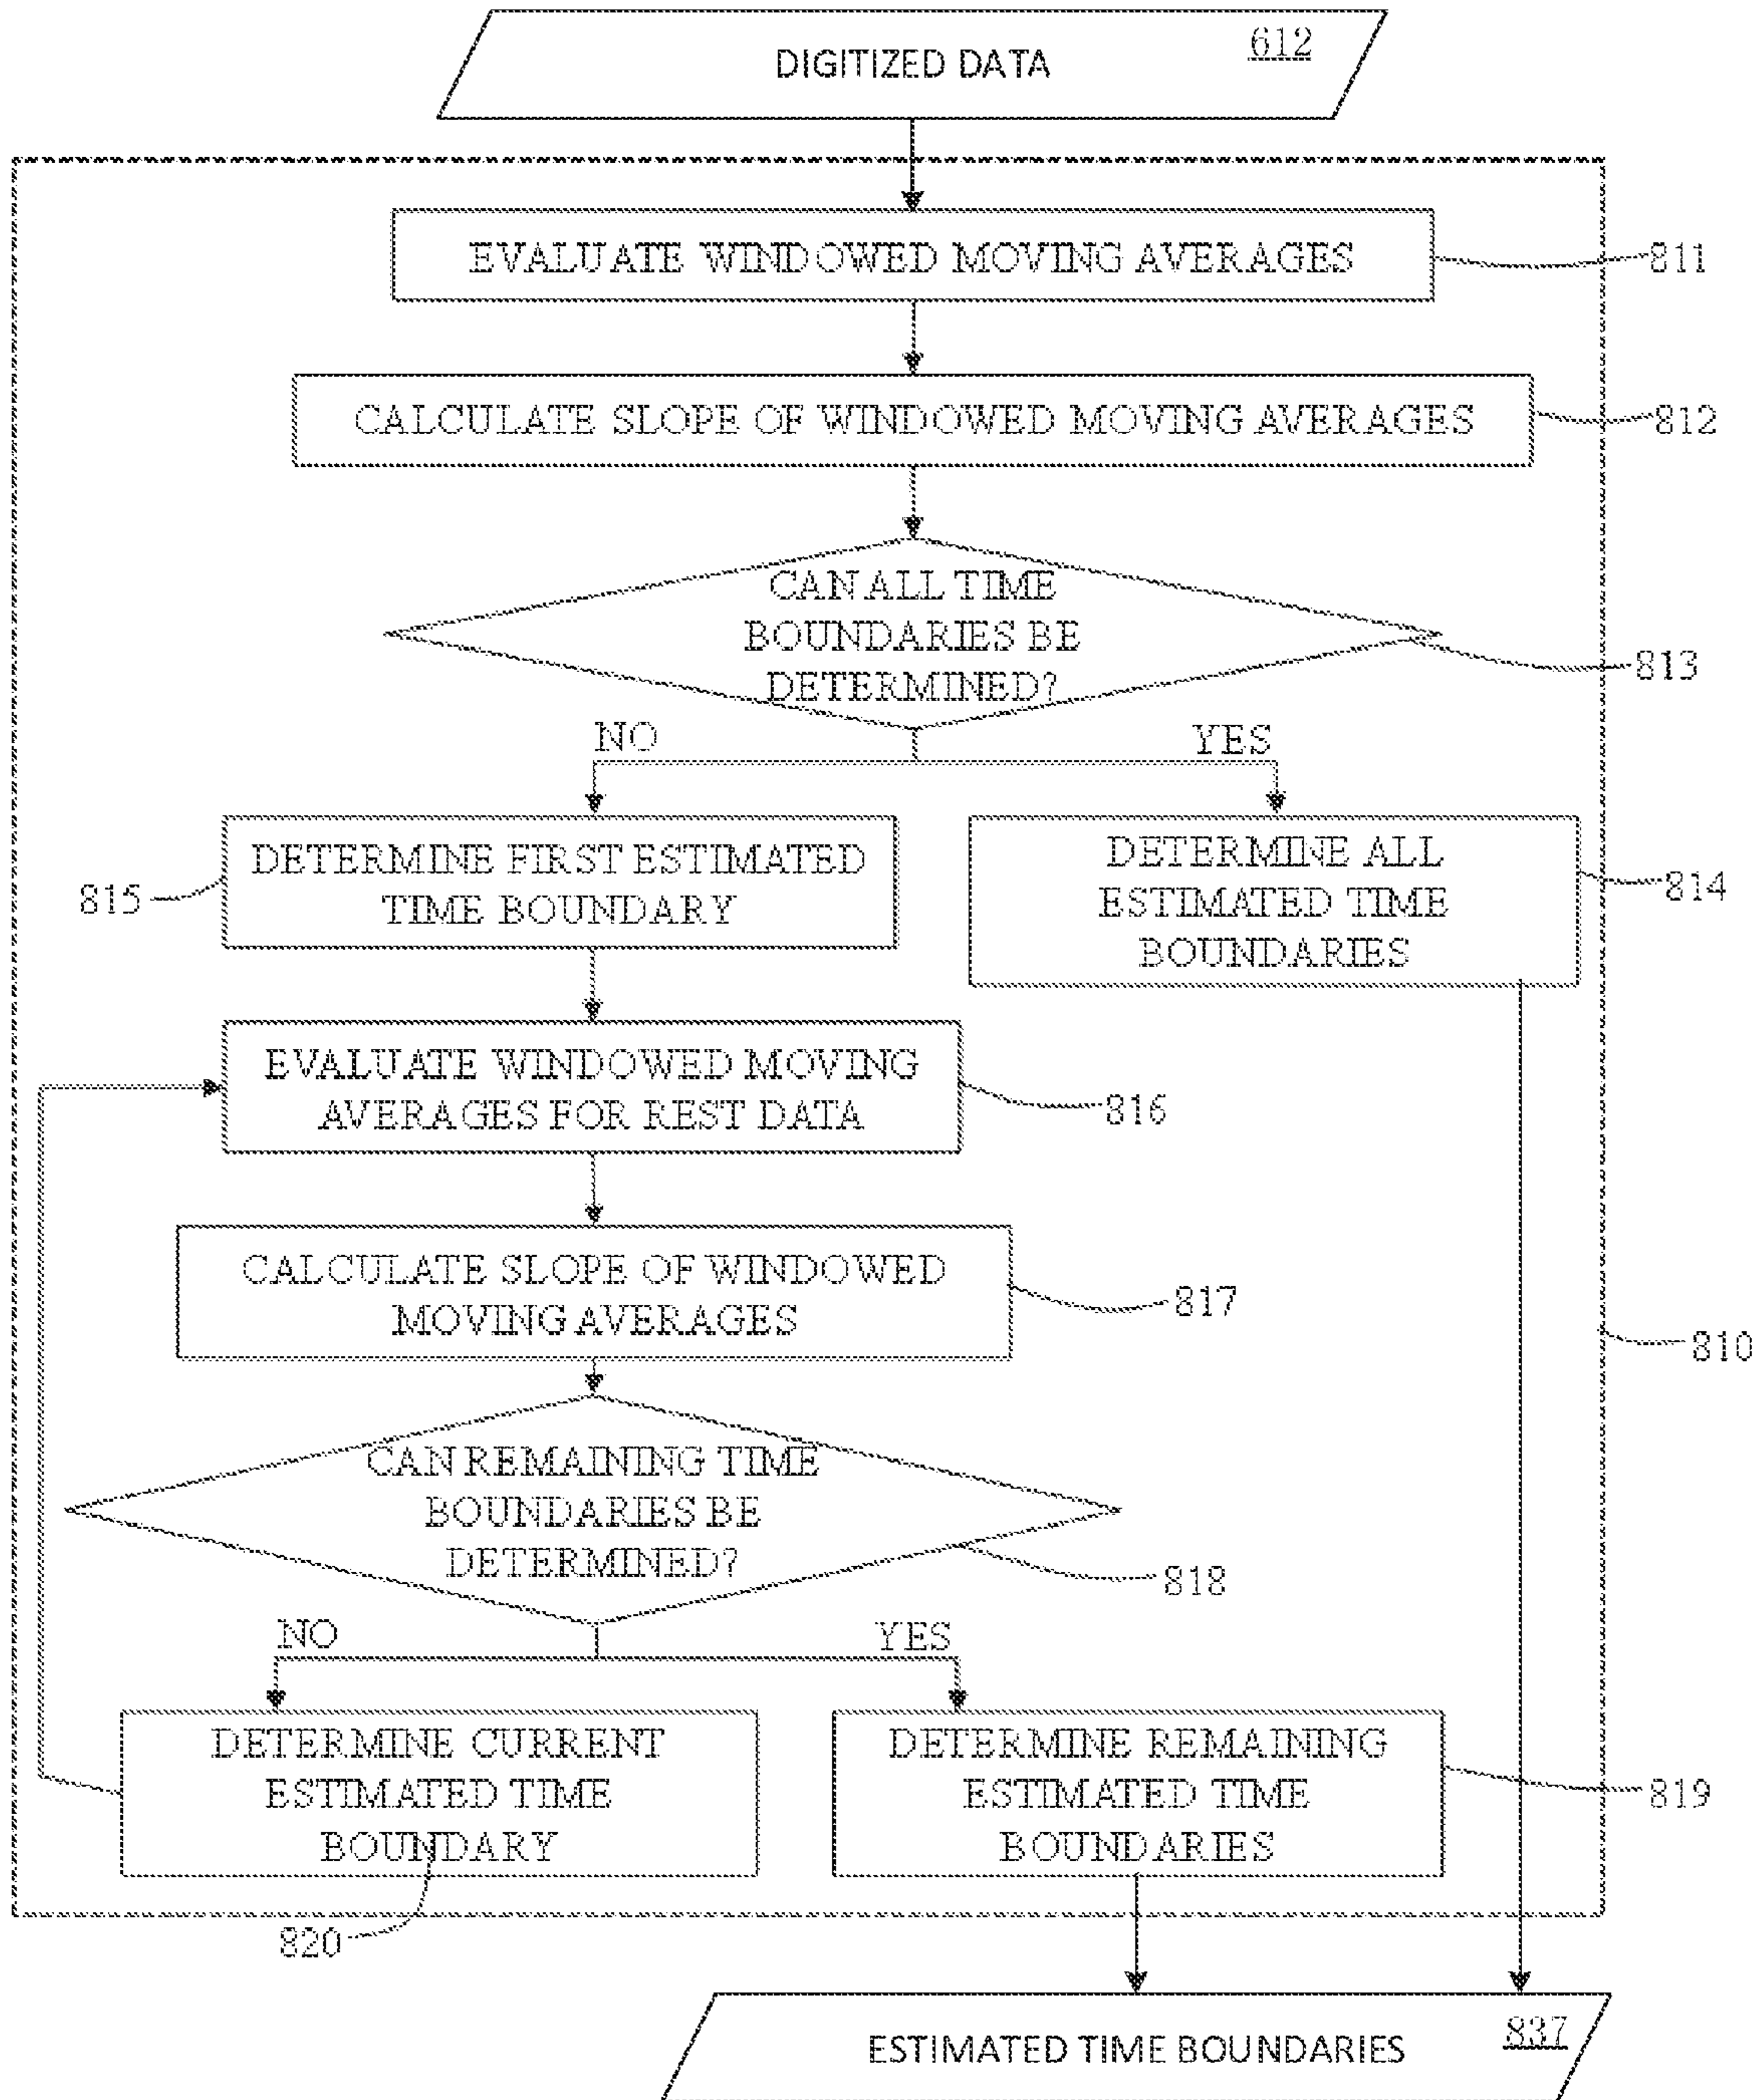 DIGITIZED DATA
612
EVALUATE WINDOWED MOVING AVERAGES
811
CALCULATE SLOPE OF WINDOWED MOVING AVERAGES
812
CAN ALL TIME
BOUNDARIES BE
DETERMINED?
813
NO
YES
DETERMINE FIRST ESTIMATED
TIME BOUNDARY
815
DETERMINE ALL
ESTIMATED TIME
BOUNDARIES
814
EVALUATE WINDOWED MOVING
AVERAGES FOR REST DATA
816
CALCULATE SLOPE OF WINDOWED
MOVING AVERAGES
817
810
CAN REMAINING TIME
BOUNDARIES BE
DETERMINED?
818
NO
YES
DETERMINE CURRENT
ESTIMATED TIME
BOUNDARY
820
DETERMINE REMAINING
ESTIMATED TIME
BOUNDARIES
819
ESTIMATED TIME BOUNDARIES
837